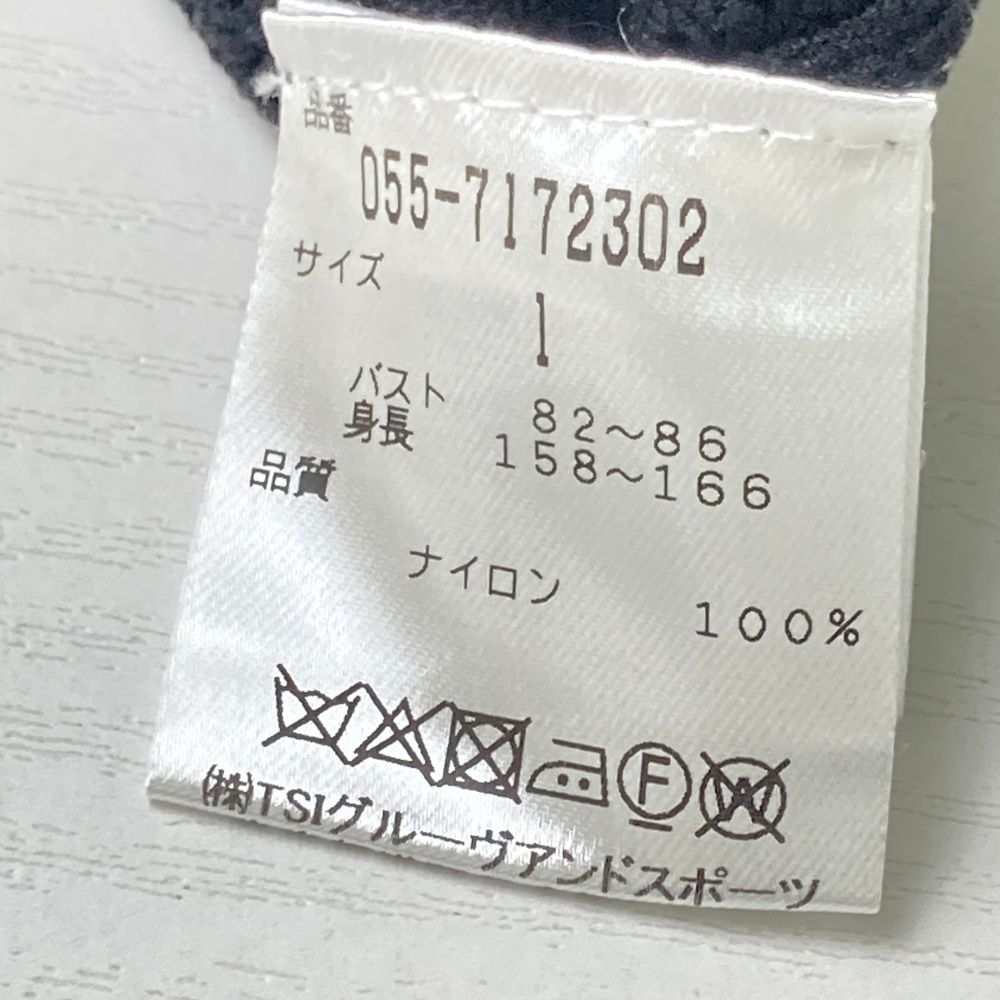 品番
055-7172302
サイズ
1
バスト 82～86
身長 158～166
品質
ナイロン 100%
F W
(株)TSIグルーヴアンドスポーツ